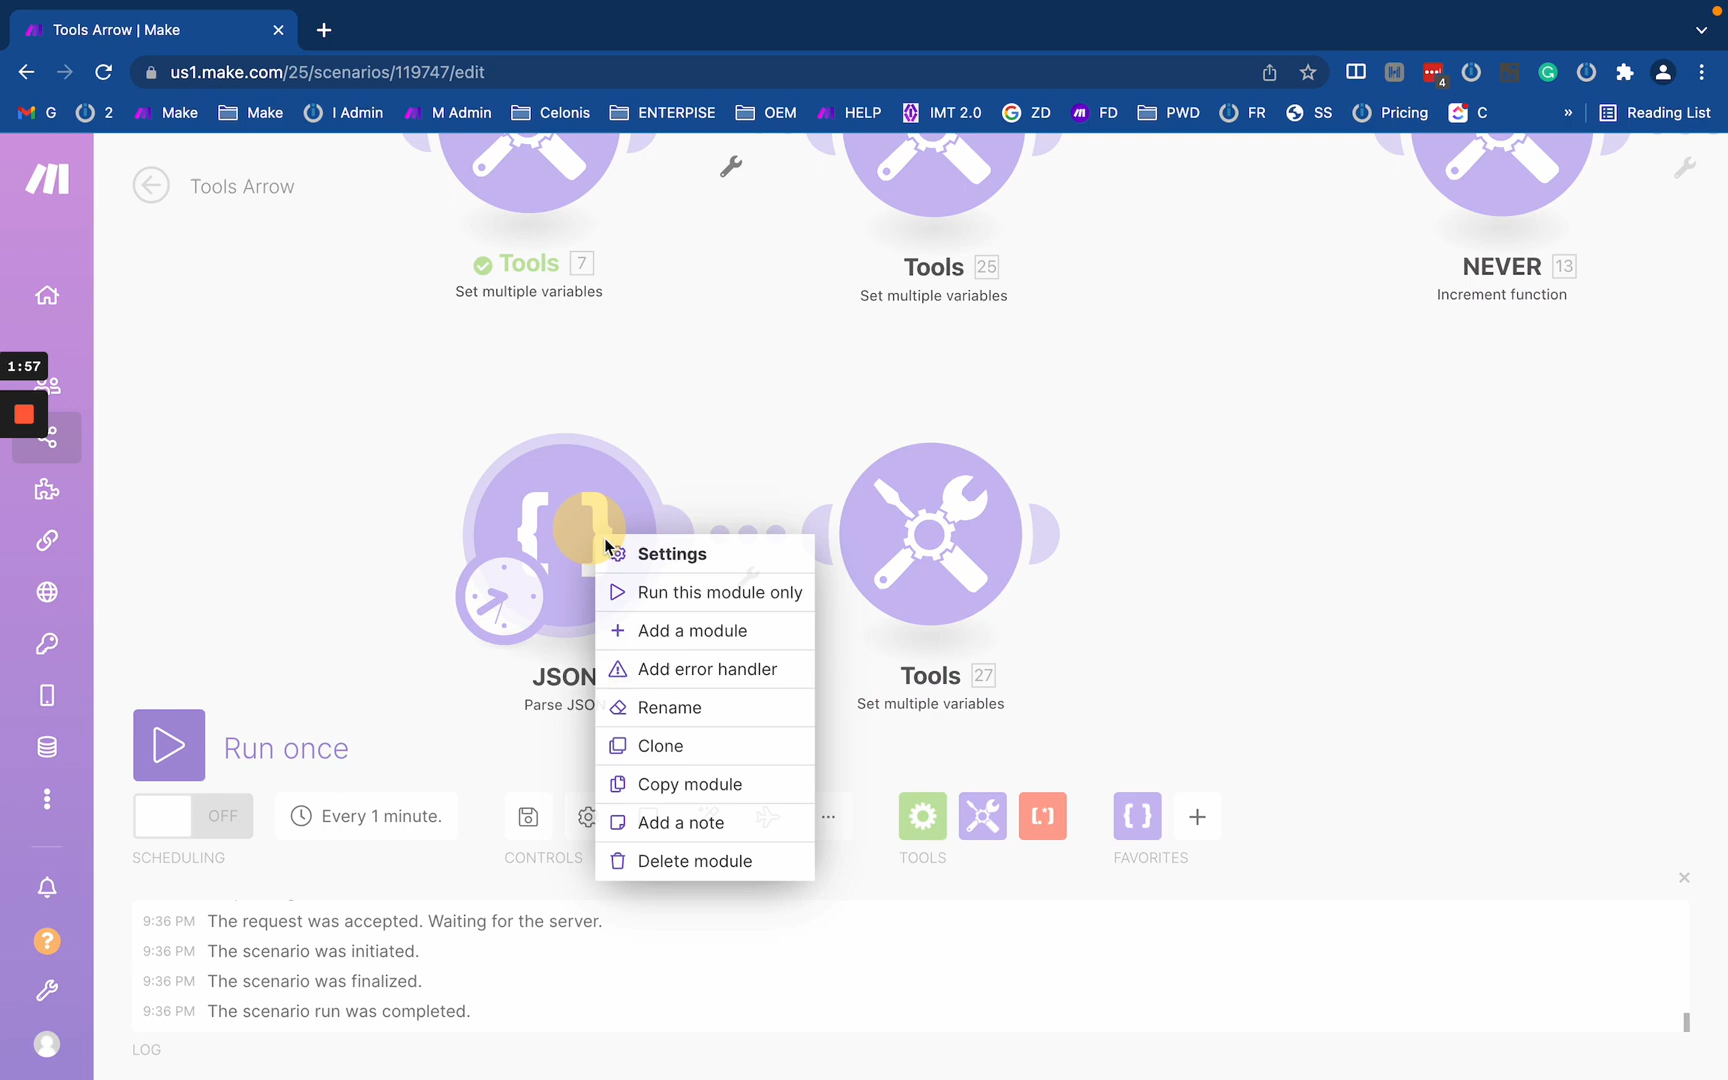 Tools Arrow | Make
us1.make.com/25/scenarios/119747/edit
4
G
2
Make
Make
I Admin
M Admin
Celonis
ENTERPISE
OEM
HELP
IMT 2.0
ZD
FD
PWD
FR
SS
Pricing
C
»
Reading List
Tools Arrow
Tools 7
Set multiple variables
Tools 25
Set multiple variables
NEVER 13
Increment function
1:57
Settings
Run this module only
Add a module
Add error handler
Rename
Clone
Copy module
Add a note
Delete module
JSON
Parse JSO
Tools 27
Set multiple variables
Run once
OFF
Every 1 minute.
SCHEDULING
CONTROLS
TOOLS
FAVORITES
9:36 PM The request was accepted. Waiting for the server.
9:36 PM The scenario was initiated.
9:36 PM The scenario was finalized.
9:36 PM The scenario run was completed.
LOG